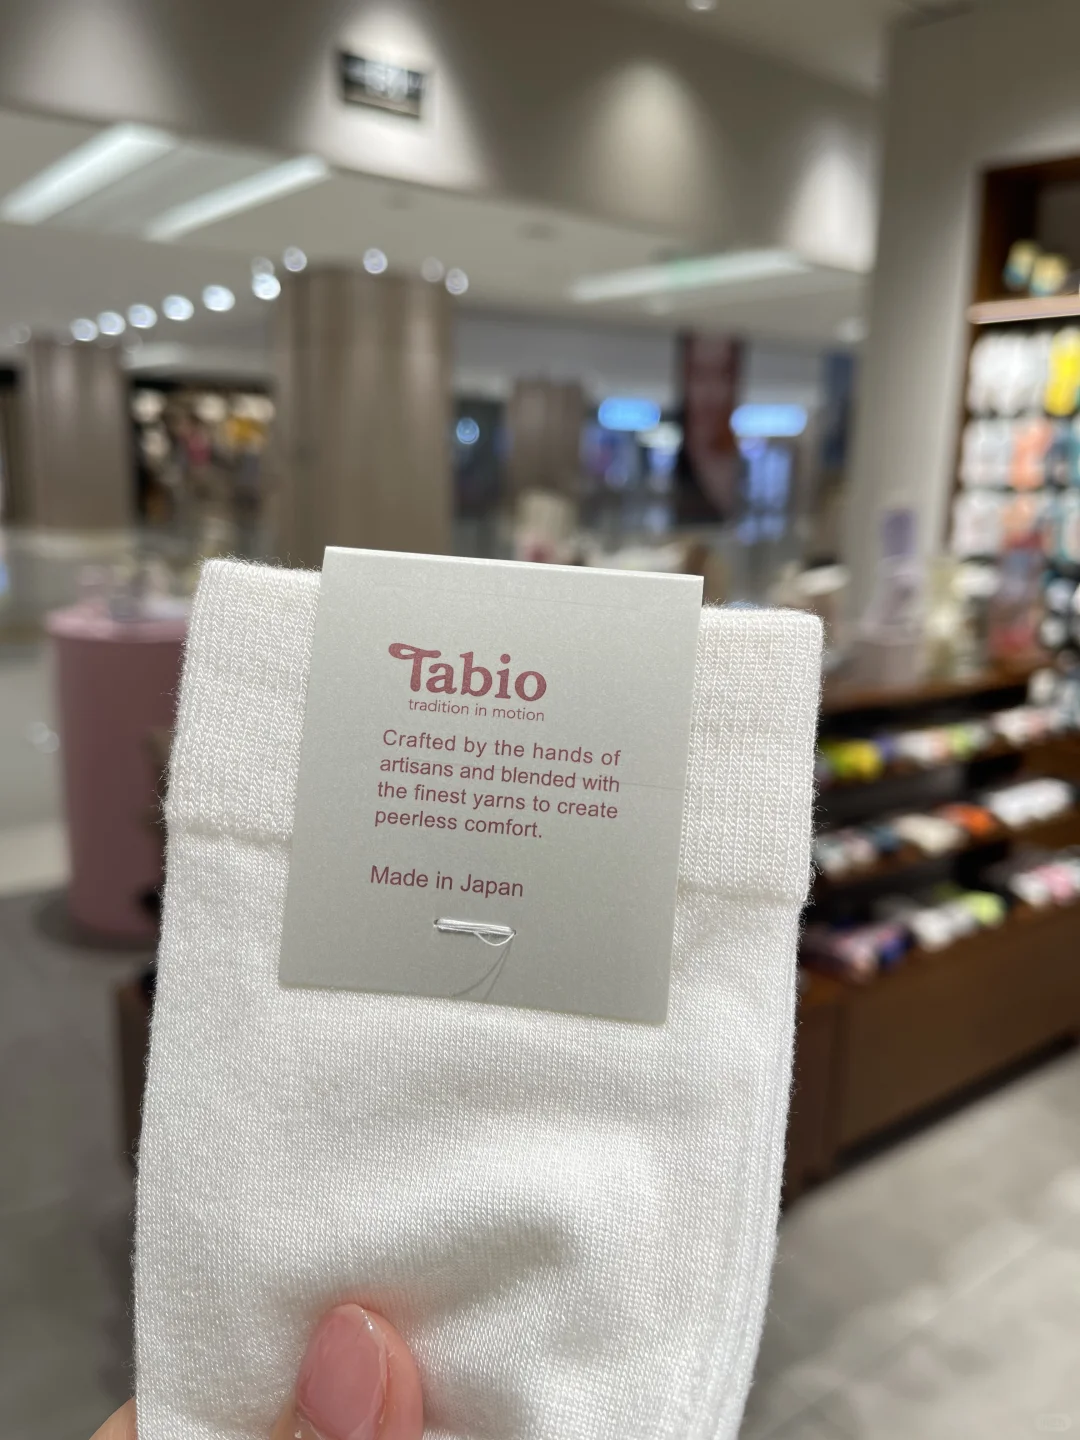 Tabio
tradition in motion
Crafted by the hands of
artisans and blended with
the finest yarns to create
peerless comfort.
Made in Japan